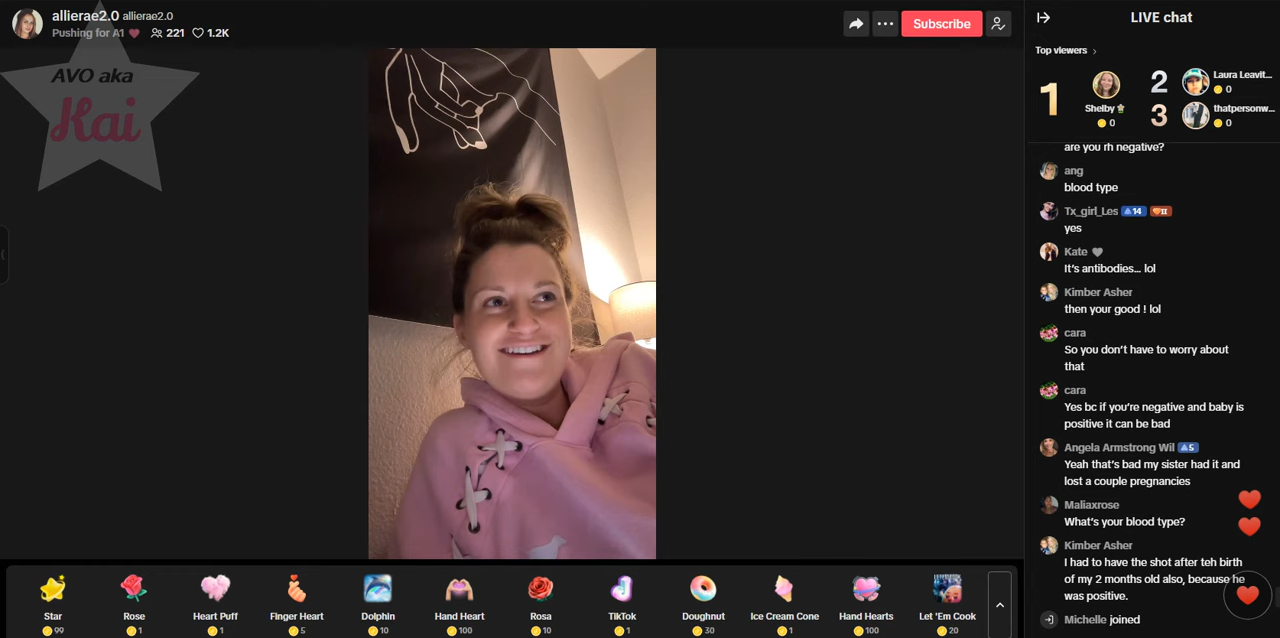 allierae2.0 allierae2.0
Pushing for A1 221 1.2K
AVO aka
Kai
Subscribe
LIVE chat
Top viewers
1
Shelby
0
2
Laura Leavit...
0
3
thatpersonw...
0
are you rh negative?
ang
blood type
Tx_girl_Les 14 II
yes
Kate
It's antibodies... lol
Kimber Asher
then your good ! lol
cara
So you don't have to worry about
that
cara
Yes bc if you're negative and baby is
positive it can be bad
Angela Armstrong Wil 5
Yeah that's bad my sister had it and
lost a couple pregnancies
Maliaxrose
What's your blood type?
Kimber Asher
I had to have the shot after teh birth
of my 2 months old also, because he
was positive.
Michelle joined
Star
99
Rose
1
Heart Puff
1
Finger Heart
5
Dolphin
10
Hand Heart
100
Rosa
10
TikTok
1
Doughnut
30
Ice Cream Cone
1
Hand Hearts
100
Let 'Em Cook
20